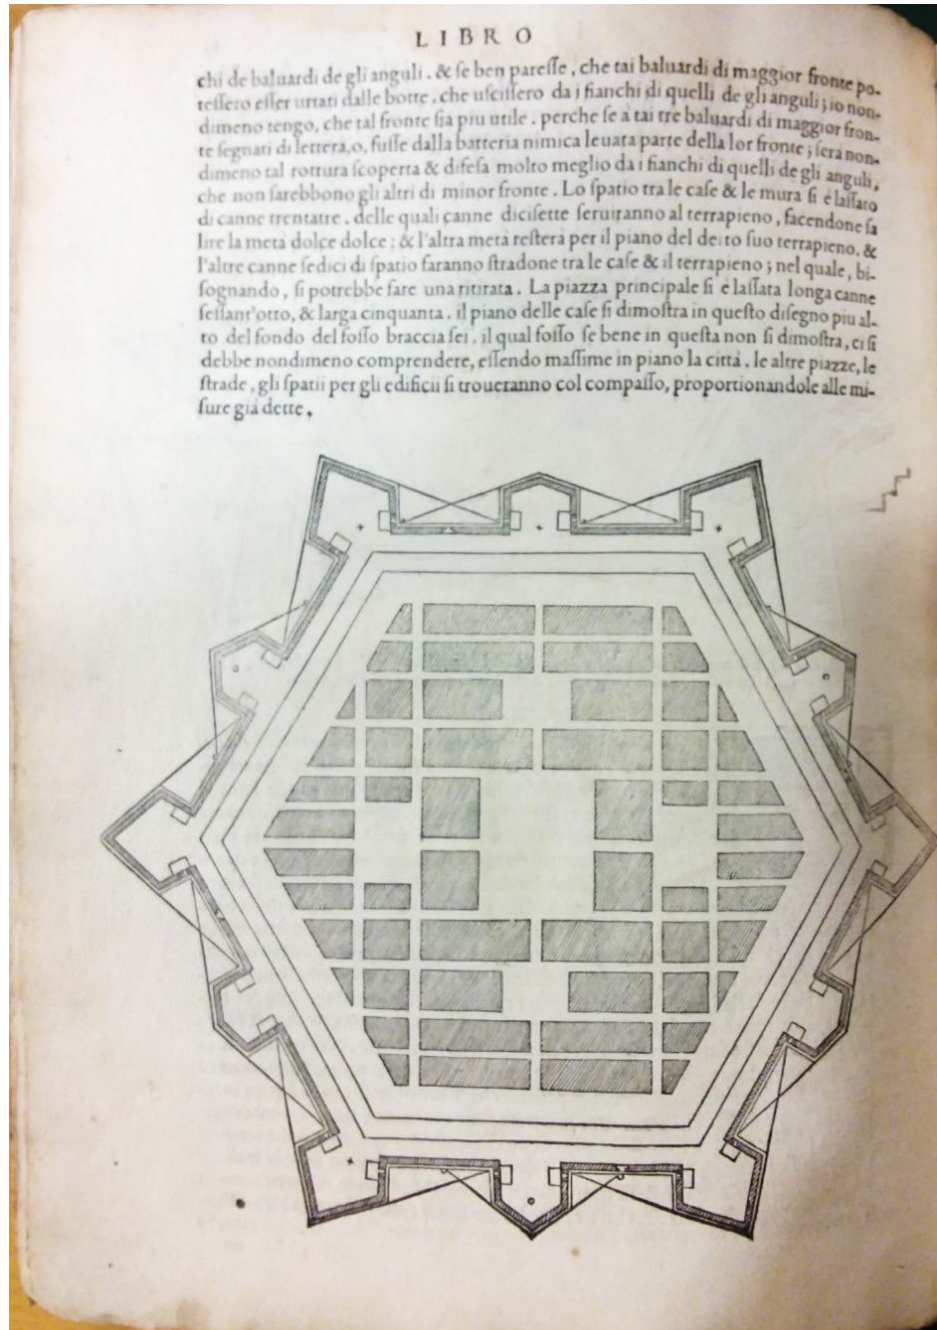 LIBRO
chi de baluardi de gli anguli. & se ben paresse, che tai baluardi di maggior fronte po-
tessero esser urtati dalle botte, che uscissero da i fianchi di quelli de gli anguli; io non-
dimeno tengo, che tal fronte sia piu utile. perche se à tai tre baluardi di maggior fron-
te segnati di lettera, o, fusse dalla batteria nimica leuata parte della lor fronte; serà non-
dimeno tal rottura scoperta & difesa molto meglio da i fianchi di quelli de gli anguli,
che non sarebbono gli altri di minor fronte. Lo spatio tra le case & le mura si è lassato
di canne trentatre. delle quali canne dicisette seruiranno al terrapieno, facendone sa
lire la metà dolce dolce; & l'altra metà resterà per il piano del detto suo terrapieno. &
l'altre canne sedici di spatio faranno stradone tra le case & il terrapieno; nel quale, bi-
sognando, si potrebbe fare una ritirata. La piazza principale si è lassata longa canne
sessant'otto, & larga cinquanta. il piano delle case si dimostra in questo disegno piu al-
to del fondo del fosso braccia sei. il qual fosso se bene in questa non si dimostra, ci si
debbe nondimeno comprendere, essendo massime in piano la città. le altre piazze, le
strade, gli spatii per gli edificii si troueranno col compasso, proportionandole alle mi-
sure già dette.